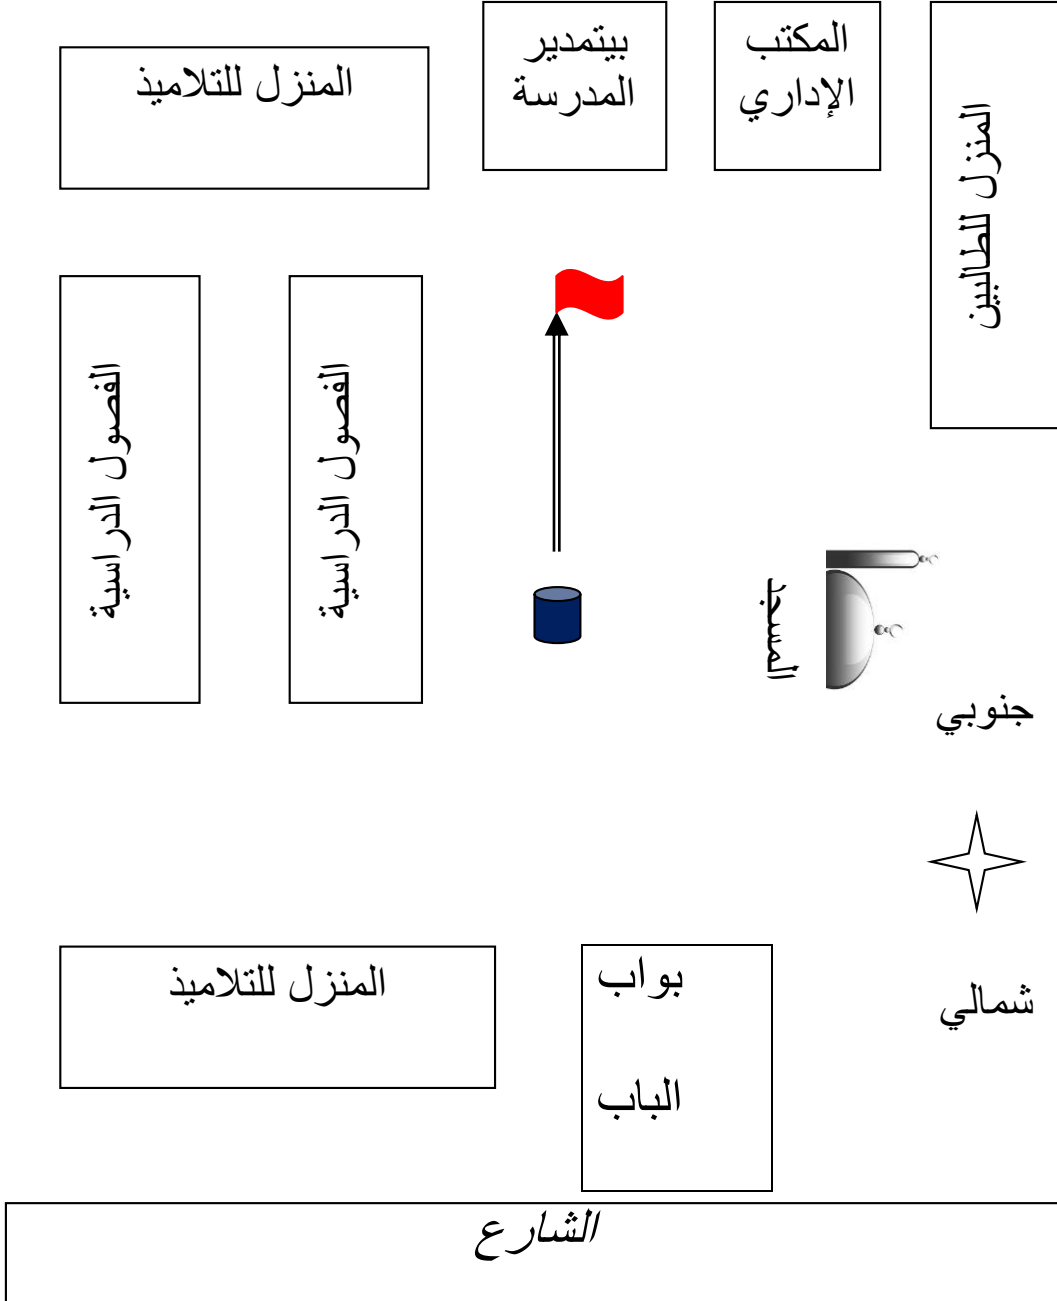 المنزل للتلاميذ
بيتمدير
المدرسة
المكتب
الإداري
المنزل للطالبين
الفصول الدراسية
الفصول الدراسية
المسجد
جنوبي
المنزل للتلاميذ
بواب
الباب
شمالي
الشارع